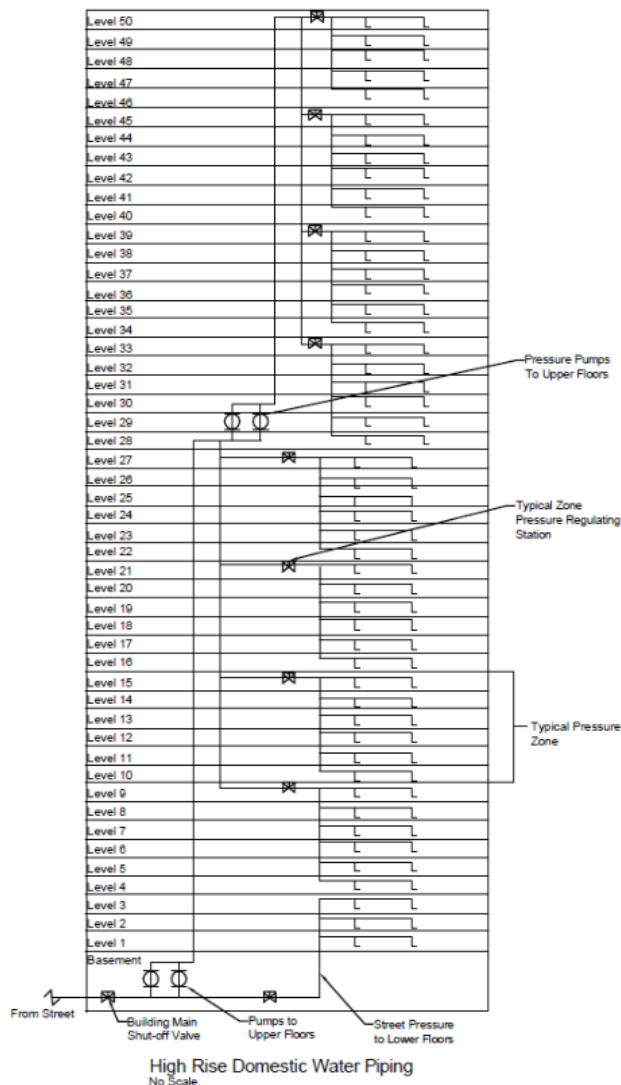 Level 50
Level 49
Level 48
Level 47
Level 46
Level 45
Level 44
Level 43
Level 42
Level 41
Level 40
Level 39
Level 38
Level 37
Level 36
Level 35
Level 34
Level 33
Level 32
Level 31
Level 30
Level 29
Level 28
Level 27
Level 26
Level 25
Level 24
Level 23
Level 22
Level 21
Level 20
Level 19
Level 18
Level 17
Level 16
Level 15
Level 14
Level 13
Level 12
Level 11
Level 10
Level 9
Level 8
Level 7
Level 6
Level 5
Level 4
Level 3
Level 2
Level 1
Basement
Pressure Pumps
To Upper Floors
Typical Zone
Pressure Regulating
Station
Typical Pressure
Zone
From Street
Building Main
Shut-off Valve
Pumps to
Upper Floors
Street Pressure
to Lower Floors
High Rise Domestic Water Piping
No Scale